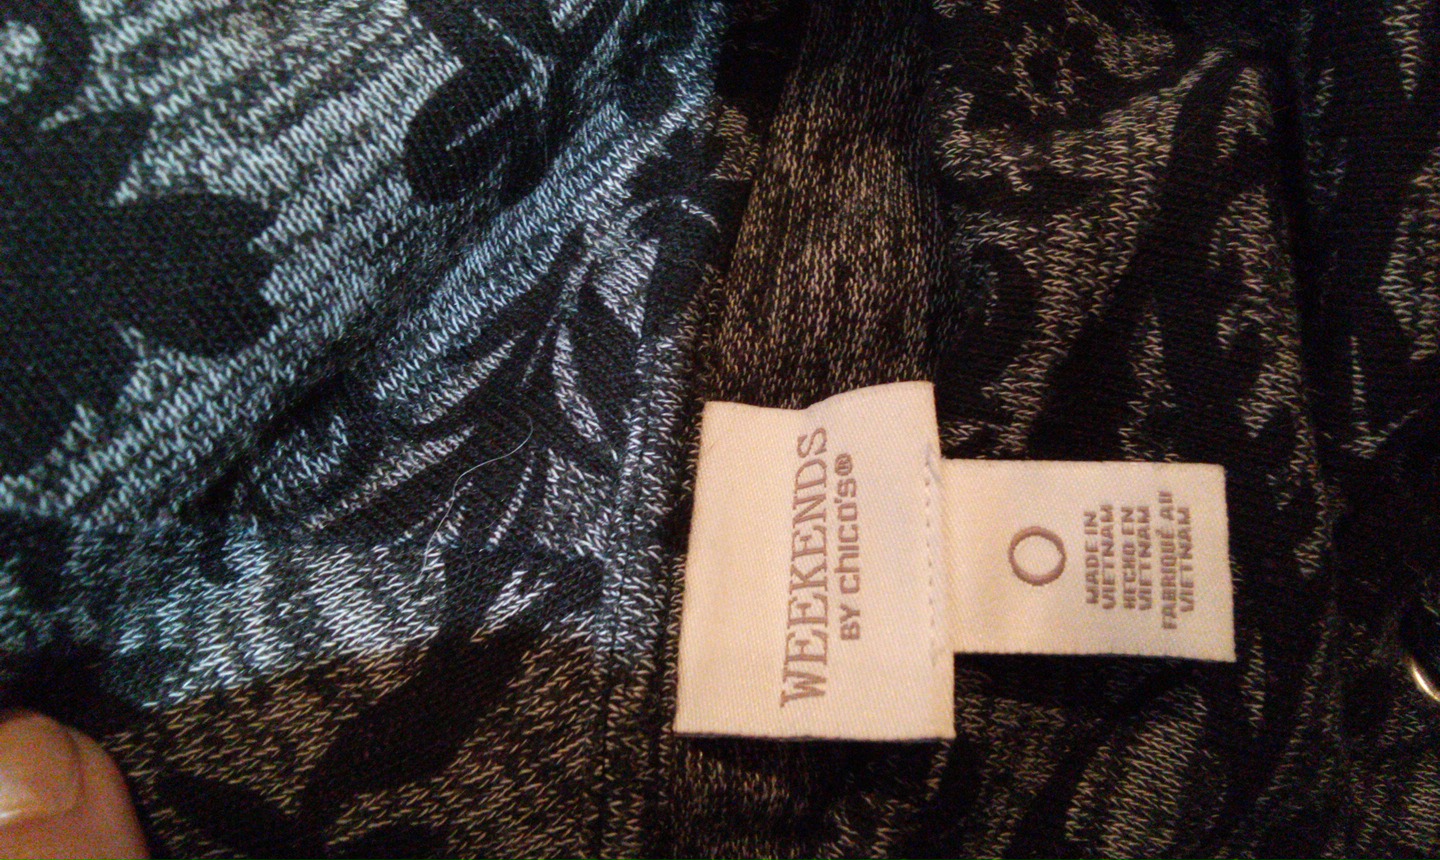 WEEKENDS
BY CHICO'S®
0
MADE IN
VIETNAM
HECHO EN
VIETNAM
FABRIQUÉ AU
VIETNAM